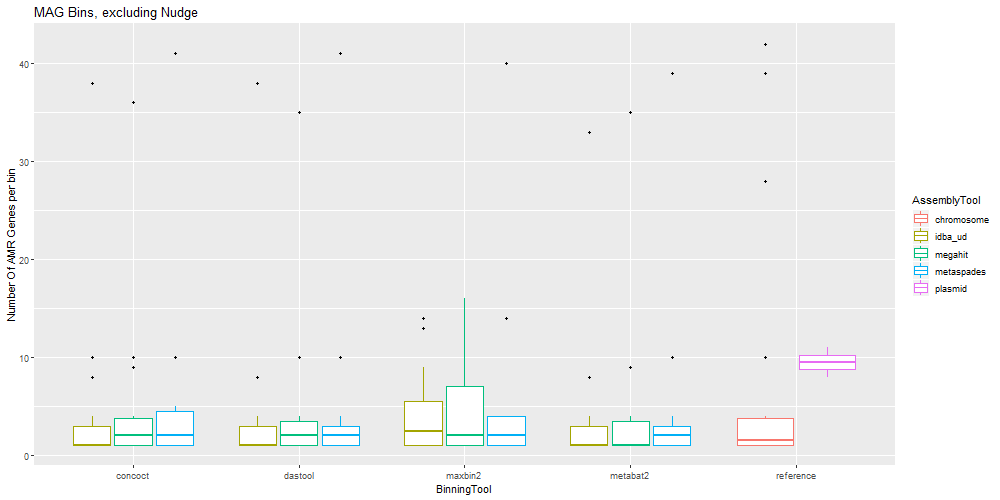 MAG Bins, excluding Nudge
Number Of AMR Genes per bin
40
30
20
10
0
concoct
dastool
maxbin2
metabat2
reference
BinningTool
AssemblyTool
chromosome
idba_ud
megahit
metaspades
plasmid